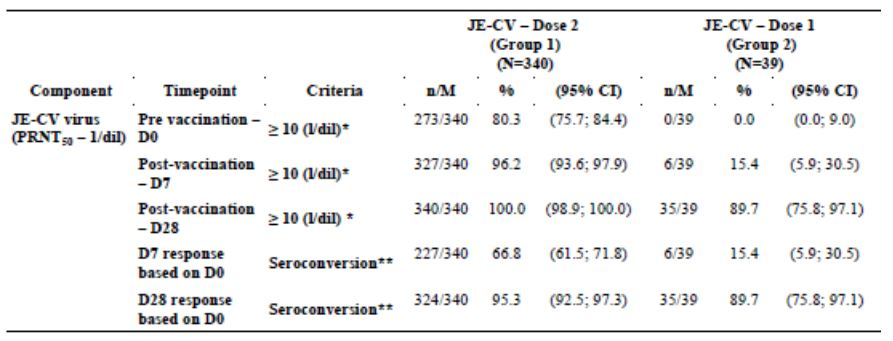 JE-CV – Dose 2 JE-CV – Dose 1
(Group 1) (Group 2)
(N=340) (N=39)
Component Timepoint Criteria n/M % (95% CI) n/M % (95% CI)
JE-CV virus Pre vaccination – ≥ 10 (l/dil)* 273/340 80.3 (75.7; 84.4) 0/39 0.0 (0.0; 9.0)
(PRNT₅₀ – 1/dil) D0
Post-vaccination ≥ 10 (l/dil)* 327/340 96.2 (93.6; 97.9) 6/39 15.4 (5.9; 30.5)
– D7
Post-vaccination ≥ 10 (l/dil) * 340/340 100.0 (98.9; 100.0) 35/39 89.7 (75.8; 97.1)
– D28
D7 response Seroconversion** 227/340 66.8 (61.5; 71.8) 6/39 15.4 (5.9; 30.5)
based on D0
D28 response Seroconversion** 324/340 95.3 (92.5; 97.3) 35/39 89.7 (75.8; 97.1)
based on D0